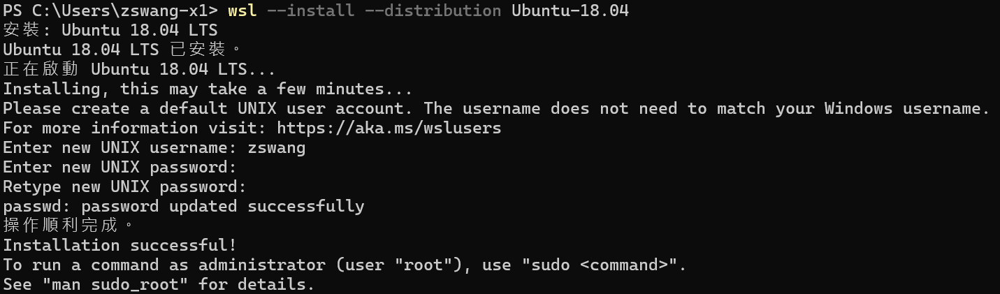 PS C:\Users\zswang-x1> wsl --install --distribution Ubuntu-18.04
安裝: Ubuntu 18.04 LTS
Ubuntu 18.04 LTS 已安裝。
正在啟動 Ubuntu 18.04 LTS...
Installing, this may take a few minutes...
Please create a default UNIX user account. The username does not need to match your Windows username.
For more information visit: https://aka.ms/wslusers
Enter new UNIX username: zswang
Enter new UNIX password:
Retype new UNIX password:
passwd: password updated successfully
操作順利完成。
Installation successful!
To run a command as administrator (user "root"), use "sudo <command>".
See "man sudo_root" for details.